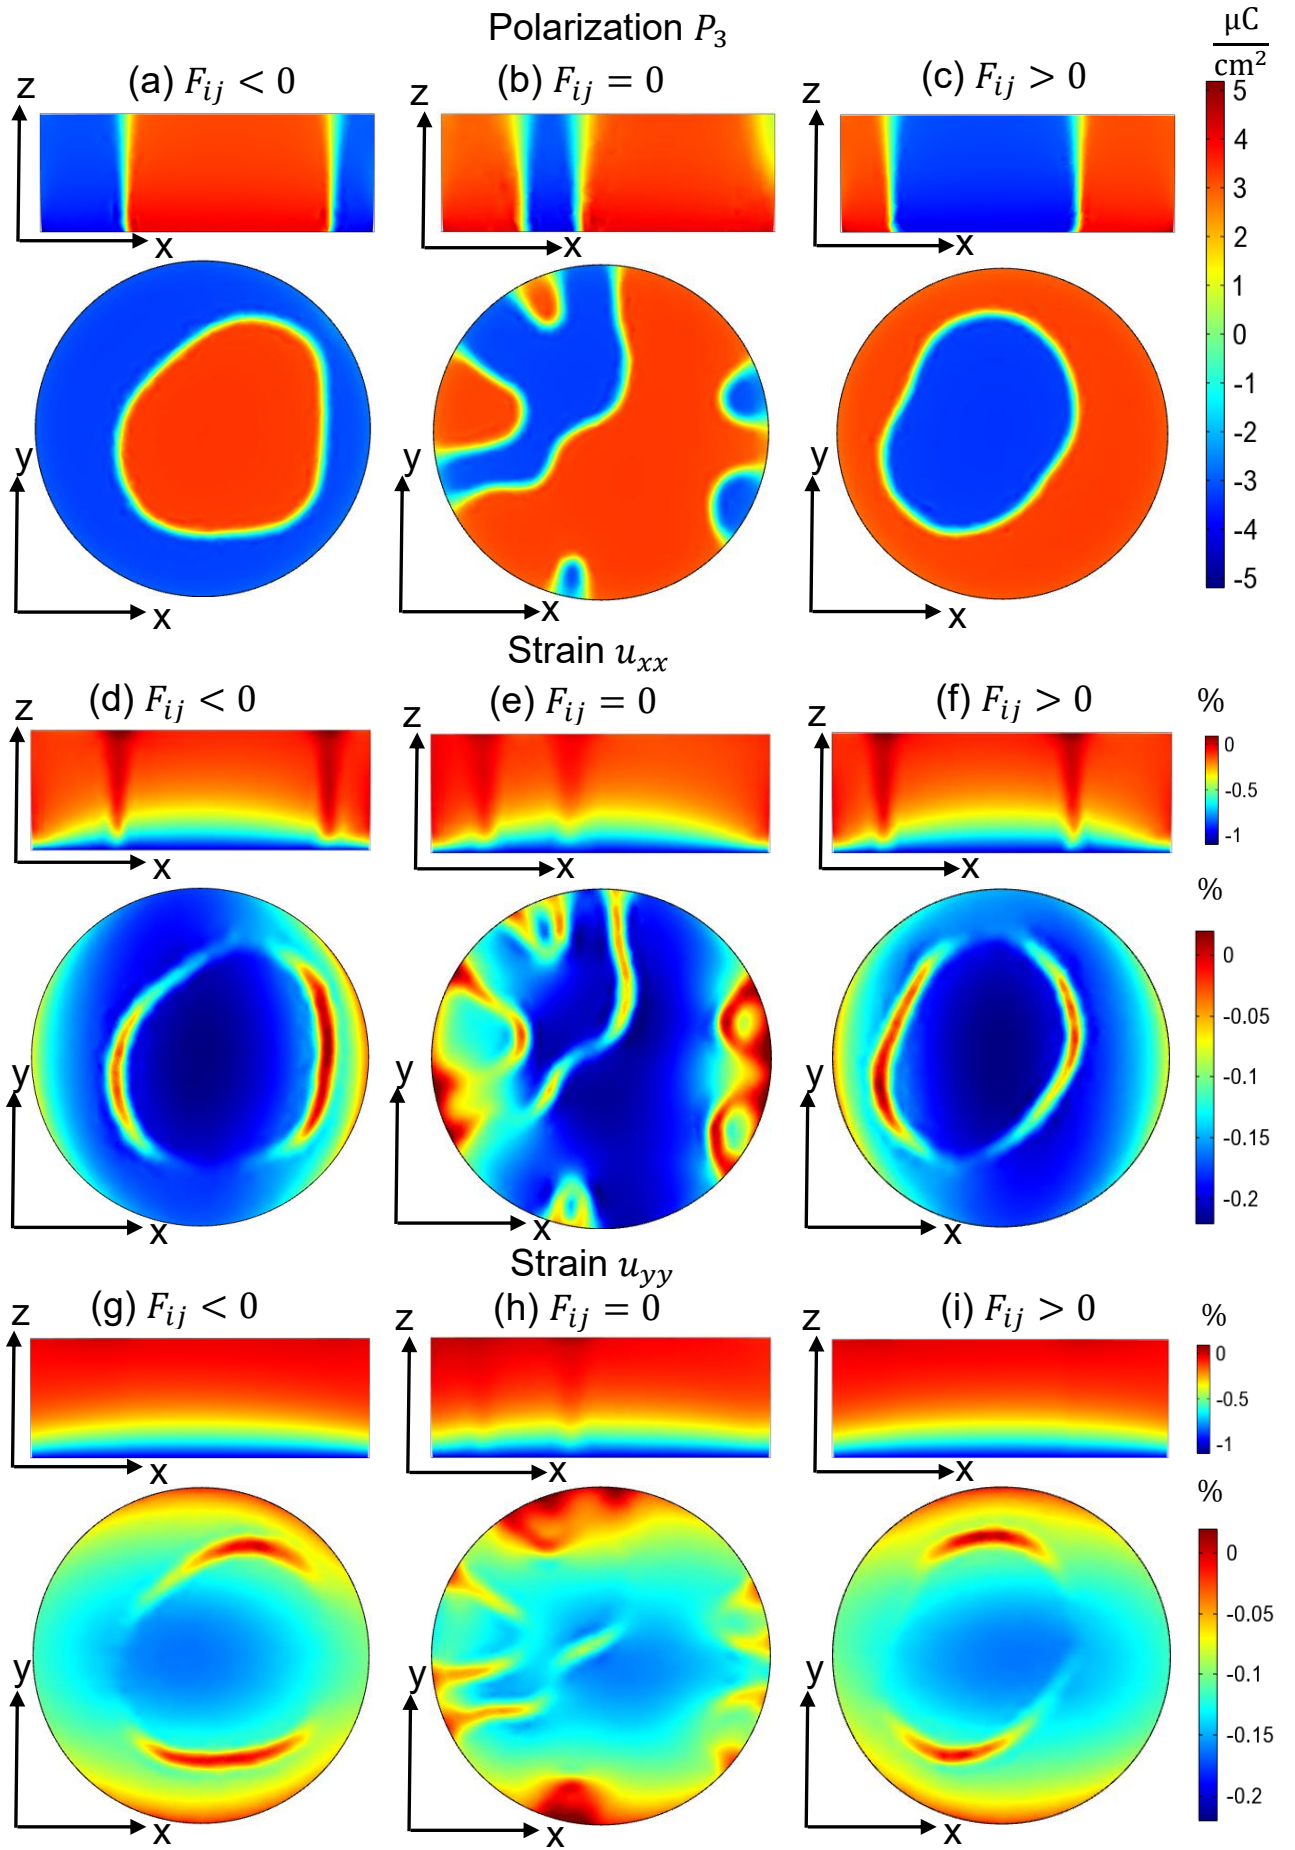 Polarization P₃
μC
cm²
(a) Fᵢⱼ < 0
(b) Fᵢⱼ = 0
(c) Fᵢⱼ > 0
z
z
z
x
x
x
5
4
3
2
1
0
-1
-2
-3
-4
-5
y
y
y
x
x
x
Strain uₓₓ
(d) Fᵢⱼ < 0
(e) Fᵢⱼ = 0
(f) Fᵢⱼ > 0
%
z
z
z
0
-0.5
-1
x
x
x
%
0
-0.05
-0.1
-0.15
-0.2
y
y
y
x
x
x
Strain u_yy
(g) Fᵢⱼ < 0
(h) Fᵢⱼ = 0
(i) Fᵢⱼ > 0
%
z
z
z
0
-0.5
-1
x
x
x
%
0
-0.05
-0.1
-0.15
-0.2
y
y
y
x
x
x